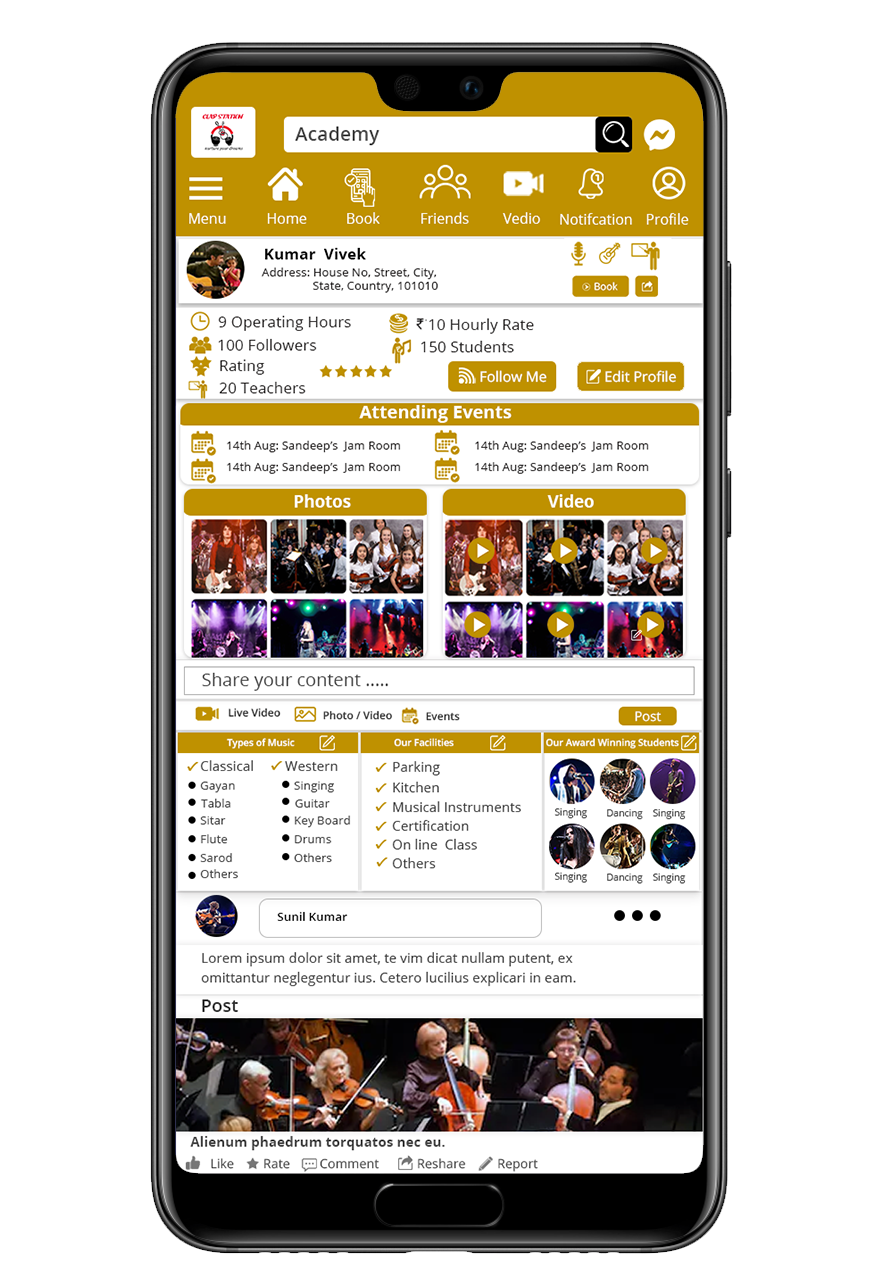 CLAP STATION
nurture your dreams
Academy
Menu
Home
Book
Friends
Vedio
Notifcation
Profile
Kumar Vivek
Address: House No, Street, City,
State, Country, 101010
Book
9 Operating Hours
₹ 10 Hourly Rate
100 Followers
150 Students
Rating
20 Teachers
Follow Me
Edit Profile
Attending Events
14th Aug: Sandeep’s Jam Room
14th Aug: Sandeep’s Jam Room
14th Aug: Sandeep’s Jam Room
14th Aug: Sandeep’s Jam Room
Photos
Video
Share your content .....
Live Video
Photo / Video
Events
Post
Types of Music
Classical
Gayan
Tabla
Sitar
Flute
Sarod
Others
Western
Singing
Guitar
Key Board
Drums
Others
Our Facilities
Parking
Kitchen
Musical Instruments
Certification
On line Class
Others
Our Award Winning Students
Singing
Dancing
Singing
Singing
Dancing
Singing
Sunil Kumar
Lorem ipsum dolor sit amet, te vim dicat nullam putent, ex
omittantur neglegentur ius. Cetero lucilius explicari in eam.
Post
Alienum phaedrum torquatos nec eu.
Like
Rate
Comment
Reshare
Report